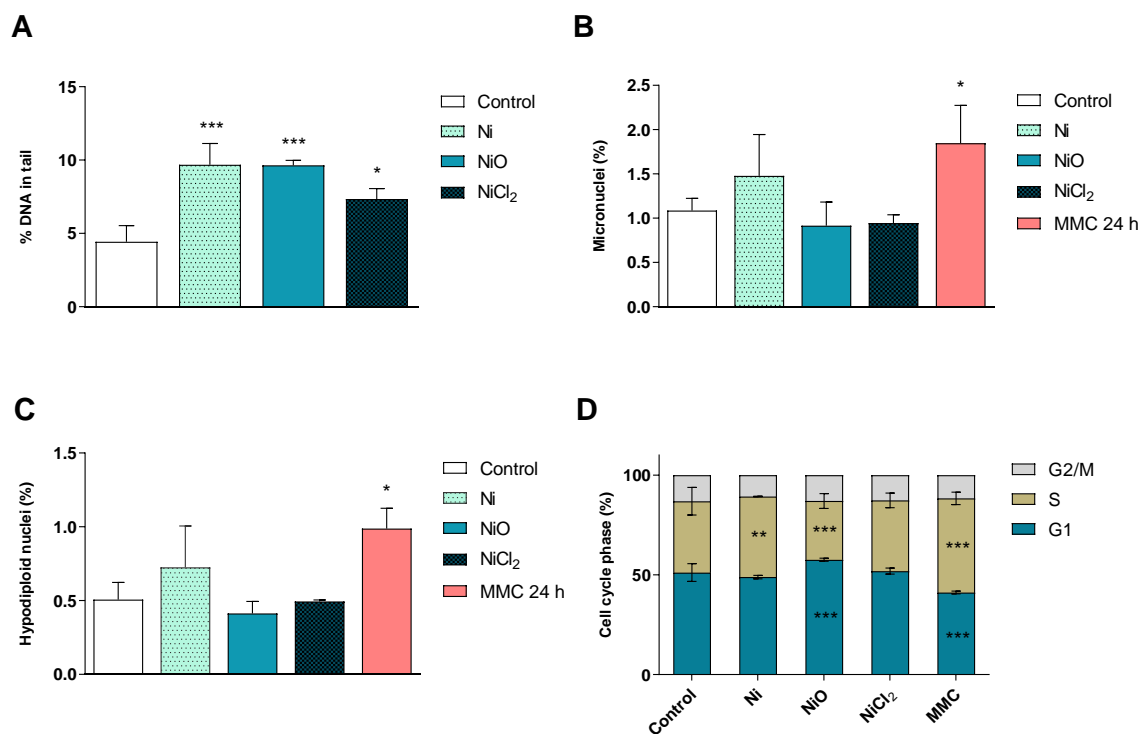 A
% DNA in tail
15
10
5
0
***
***
*
Control
Ni
NiO
NiCl2
B
Micronuclei (%)
2.5
2.0
1.5
1.0
0.5
0.0
*
Control
Ni
NiO
NiCl2
MMC 24 h
C
Hypodiploid nuclei (%)
1.5
1.0
0.5
0.0
*
Control
Ni
NiO
NiCl2
MMC 24 h
D
Cell cycle phase (%)
100
50
0
**
***
***
***
***
Control
Ni
NiO
NiCl2
MMC
G2/M
S
G1